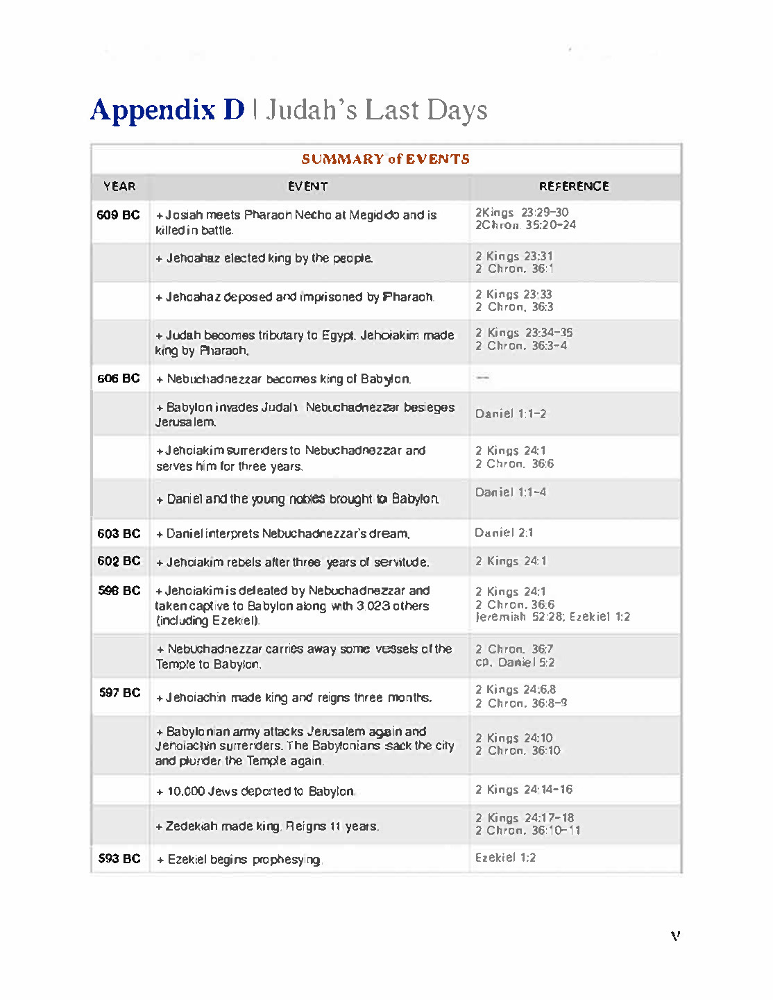 Appendix D | Judah's Last Days
SUMMARY of EVENTS
YEAR EVENT REFERENCE
609 BC + Josiah meets Pharaoh Necho at Megiddo and is
killed in battle.
2Kings 23:29-30
2Chron. 35:20-24
+ Jehoahaz elected king by the people.
2 Kings 23:31
2 Chron. 36:1
+ Jehoahaz deposed and imprisoned by Pharaoh.
2 Kings 23:33
2 Chron. 36:3
+ Judah becomes tributary to Egypt. Jehoiakim made
king by Pharaoh.
2 Kings 23:34-35
2 Chron. 36:3-4
606 BC + Nebuchadnezzar becomes king of Babylon. —
+ Babylon invades Judah. Nebuchadnezzar besieges
Jerusalem.
Daniel 1:1-2
+ Jehoiakim surrenders to Nebuchadnezzar and
serves him for three years.
2 Kings 24:1
2 Chron. 36:6
+ Daniel and the young nobles brought to Babylon.
Daniel 1:1-4
603 BC + Daniel interprets Nebuchadnezzar's dream. Daniel 2:1
602 BC + Jehoiakim rebels after three years of servitude. 2 Kings 24:1
598 BC + Jehoiakim is defeated by Nebuchadnezzar and
taken captive to Babylon along with 3,023 others
(including Ezekiel).
2 Kings 24:1
2 Chron. 36:6
Jeremiah 52:28; Ezekiel 1:2
+ Nebuchadnezzar carries away some vessels of the
Temple to Babylon.
2 Chron. 36:7
cp. Daniel 5:2
597 BC + Jehoiachin made king and reigns three months.
2 Kings 24:6,8
2 Chron. 36:8-9
+ Babylonian army attacks Jerusalem again and
Jehoiachin surrenders. The Babylonians sack the city
and plunder the Temple again.
2 Kings 24:10
2 Chron. 36:10
+ 10,000 Jews deported to Babylon. 2 Kings 24:14-16
+ Zedekiah made king. Reigns 11 years.
2 Kings 24:17-18
2 Chron. 36:10-11
593 BC + Ezekiel begins prophesying. Ezekiel 1:2
v